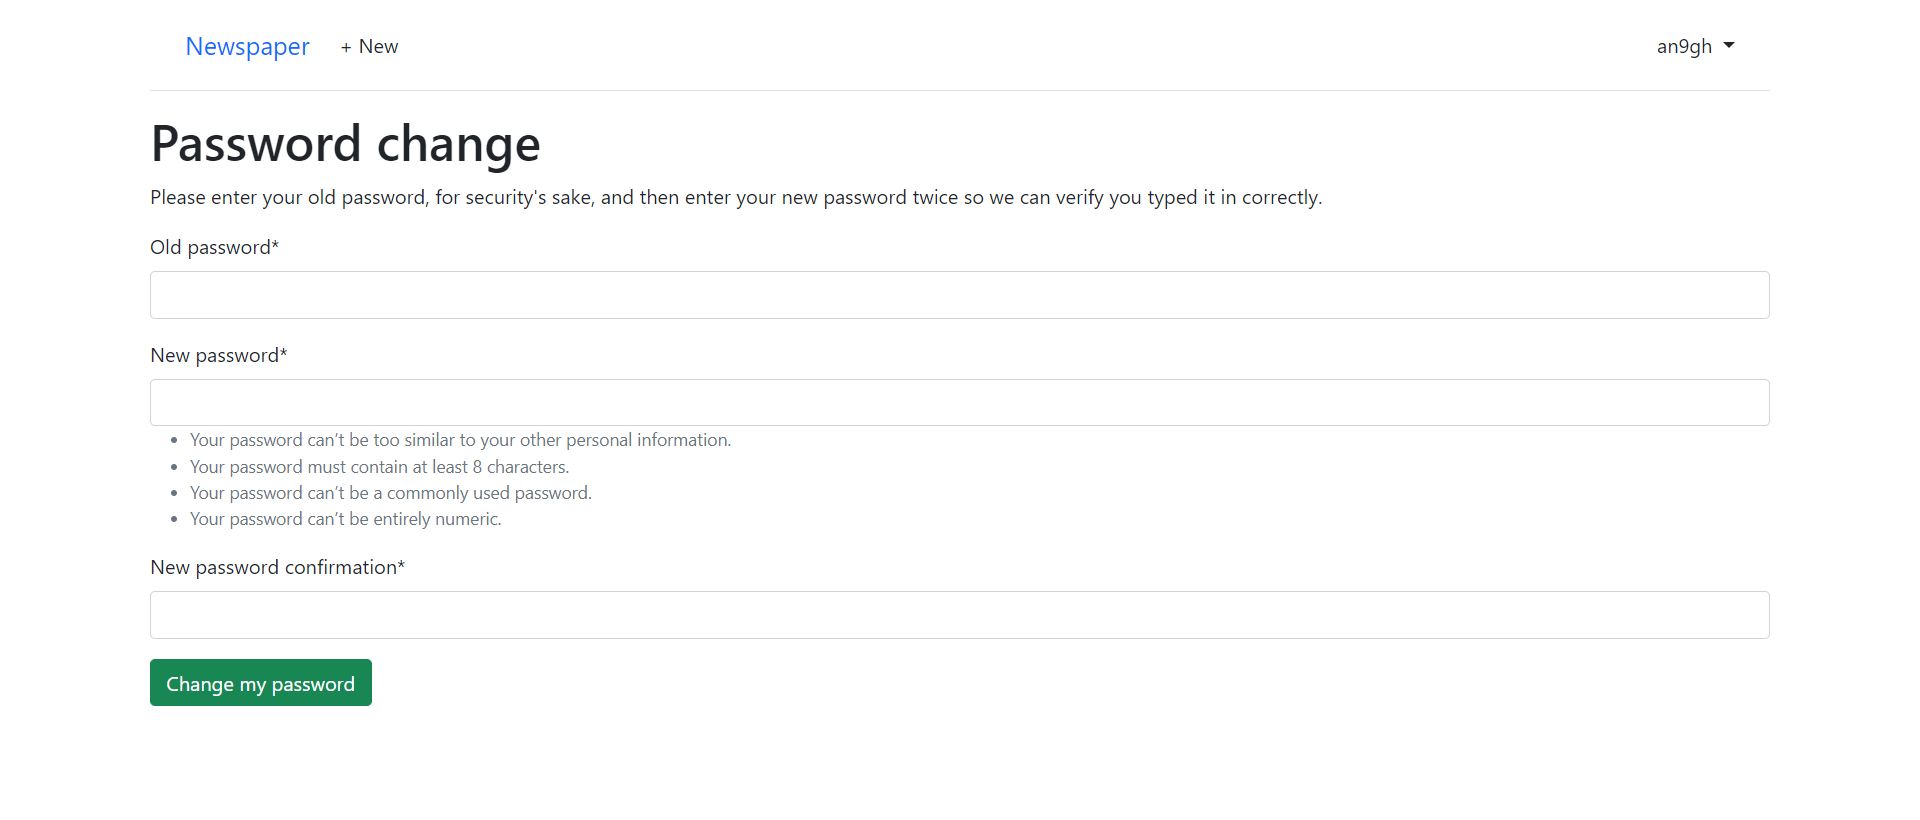 Newspaper + New an9gh
Password change
Please enter your old password, for security's sake, and then enter your new password twice so we can verify you typed it in correctly.
Old password*
New password*
Your password can’t be too similar to your other personal information.
Your password must contain at least 8 characters.
Your password can’t be a commonly used password.
Your password can’t be entirely numeric.
New password confirmation*
Change my password